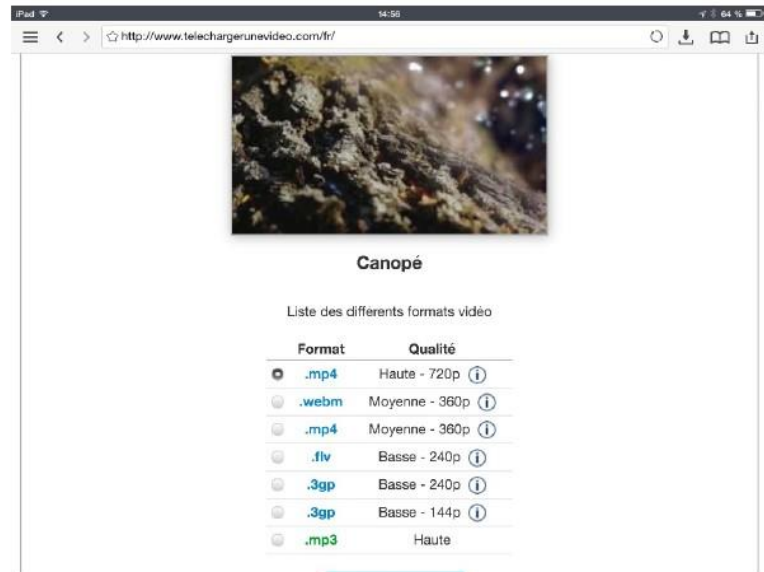 iPad 14:56 64 %
http://www.telechargerunevideo.com/fr/
Canopé
Liste des différents formats vidéo
Format Qualité
.mp4 Haute - 720p
.webm Moyenne - 360p
.mp4 Moyenne - 360p
.flv Basse - 240p
.3gp Basse - 240p
.3gp Basse - 144p
.mp3 Haute